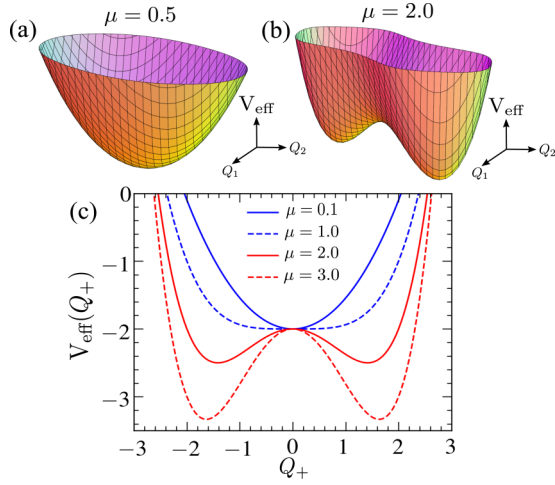 (a) μ = 0.5
(b) μ = 2.0
V_eff
Q_1
Q_2
V_eff
Q_1
Q_2
(c)
μ = 0.1
μ = 1.0
μ = 2.0
μ = 3.0
V_eff(Q_+)
0
−1
−2
−3
−3 −2 −1 0 1 2 3
Q_+